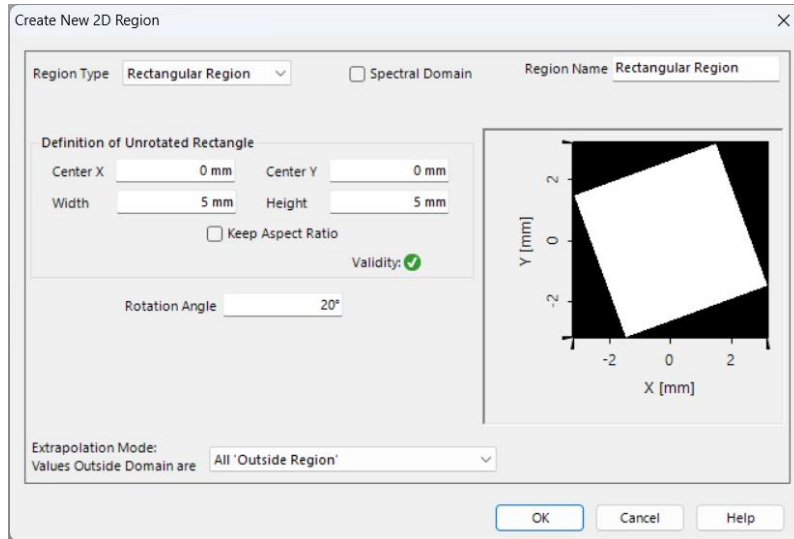 Create New 2D Region
Region Type Rectangular Region Spectral Domain Region Name Rectangular Region
Definition of Unrotated Rectangle
Center X 0 mm Center Y 0 mm
Width 5 mm Height 5 mm
Keep Aspect Ratio
Validity:
Rotation Angle 20°
Y [mm]
2
0
-2
-2 0 2
X [mm]
Extrapolation Mode:
Values Outside Domain are All 'Outside Region'
OK Cancel Help